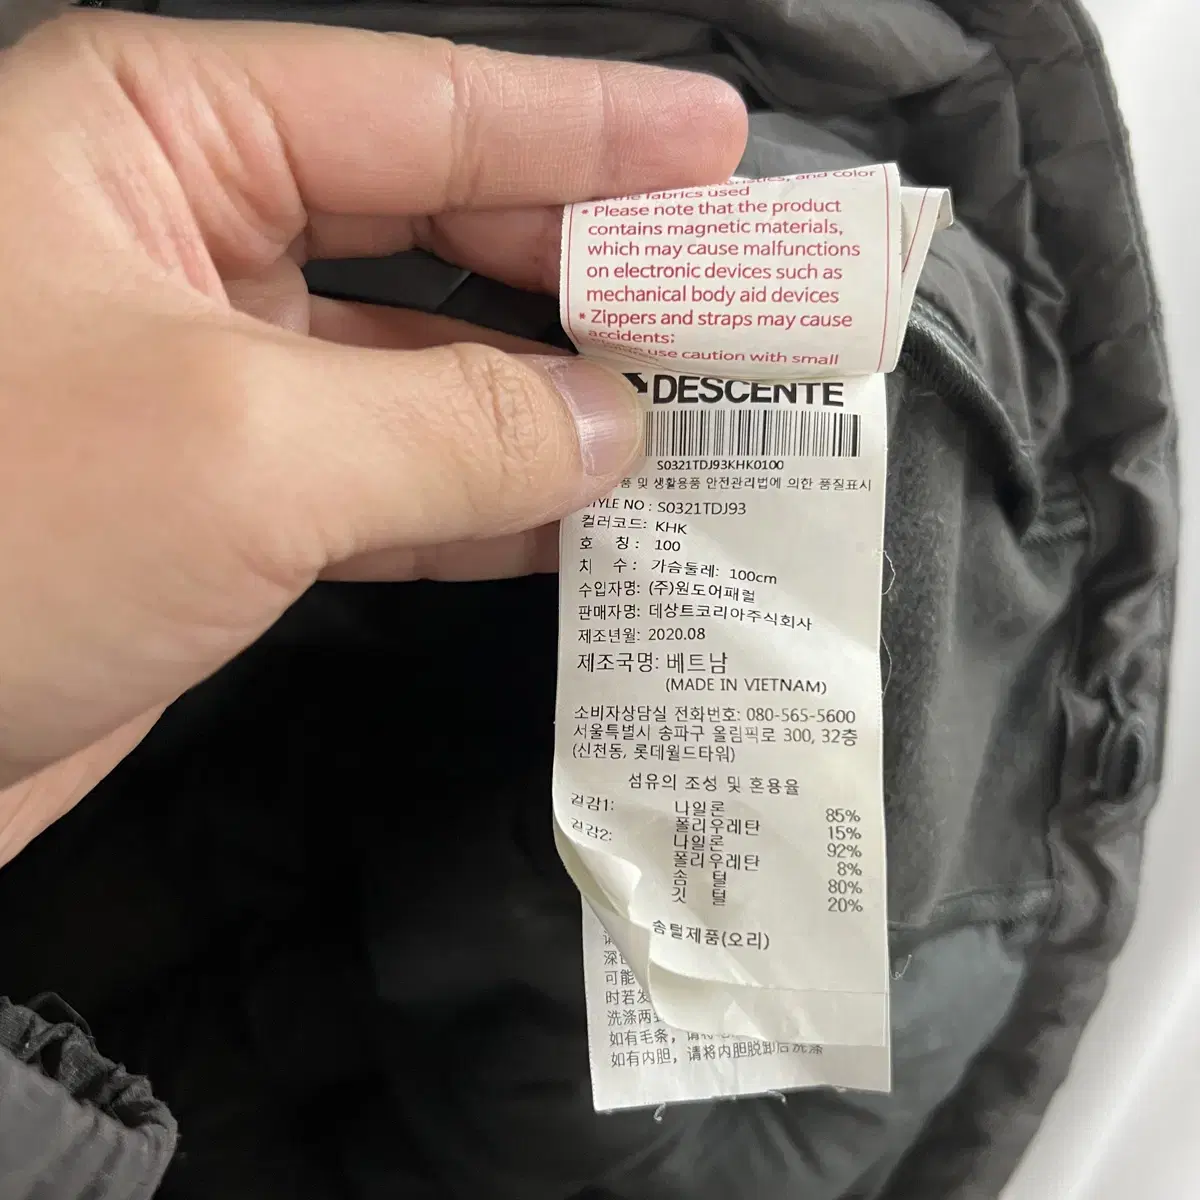 and color
fabrics used
* Please note that the product
contains magnetic materials,
which may cause malfunctions
on electronic devices such as
mechanical body aid devices
* Zippers and straps may cause
accidents;
use caution with small
DESCENTE
S0321TDJ93KHK0100
및 생활용품 안전관리법에 의한 품질표시
STYLE NO : S0321TDJ93
컬러코드: KHK
호 칭 : 100
치 수 : 가슴둘레: 100cm
수입자명: (주)원도어패럴
판매자명: 데상트코리아주식회사
제조년월: 2020.08
제조국명: 베트남
(MADE IN VIETNAM)
소비자상담실 전화번호: 080-565-5600
서울특별시 송파구 올림픽로 300, 32층
(신천동, 롯데월드타워)
섬유의 조성 및 혼용율
겉감1: 나일론 85%
폴리우레탄 15%
겉감2: 나일론 92%
폴리우레탄 8%
솜 털 80%
깃 털 20%
솜털제품(오리)
可能
时若发
洗涤两
如有毛条,
如有内胆, 请将内胆脱卸后洗涤